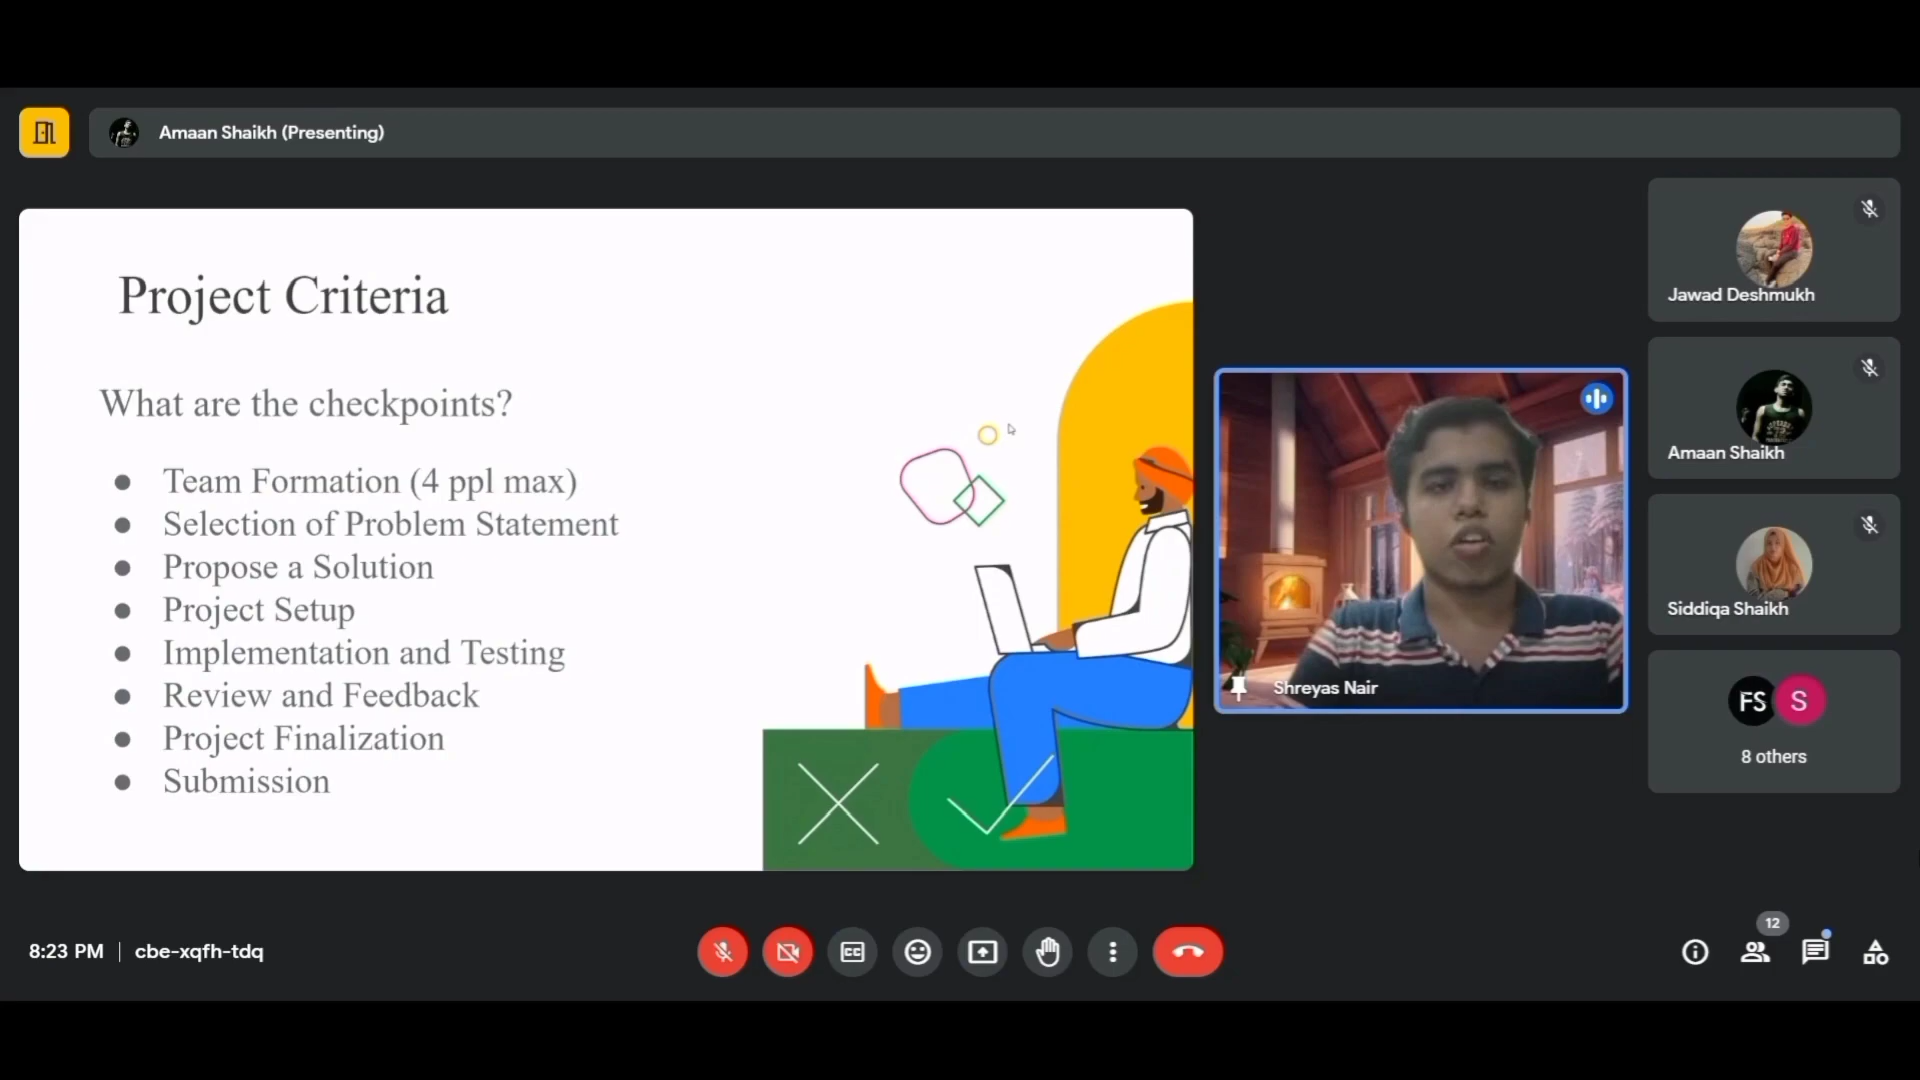 Amaan Shaikh (Presenting)
Project Criteria
What are the checkpoints?
● Team Formation (4 ppl max)
● Selection of Problem Statement
● Propose a Solution
● Project Setup
● Implementation and Testing
● Review and Feedback
● Project Finalization
● Submission
Shreyas Nair
Jawad Deshmukh
Amaan Shaikh
Siddiqa Shaikh
FS S
8 others
8:23 PM | cbe-xqfh-tdq
CC
12